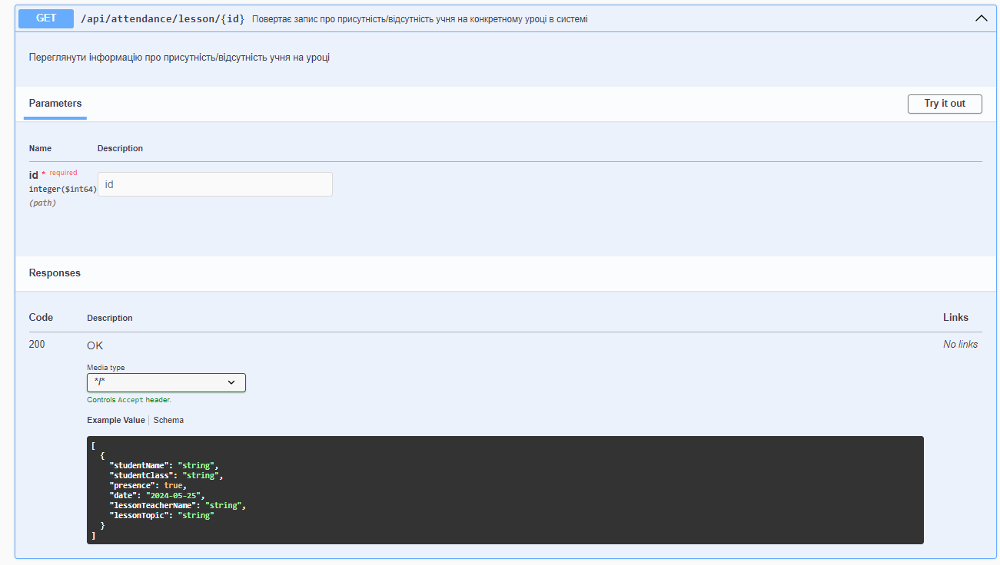 GET /api/attendance/lesson/{id} Повертає запис про присутність/відсутність учня на конкретному уроці в системі
Переглянути інформацію про присутність/відсутність учня на уроці
Parameters Try it out
Name Description
id * required
integer($int64) id
(path)
Responses
Code Description Links
200 OK No links
Media type
*/*
Controls Accept header.
Example Value Schema
[
{
"studentName": "string",
"studentClass": "string",
"presence": true,
"date": "2024-05-25",
"lessonTeacherName": "string",
"lessonTopic": "string"
}
]